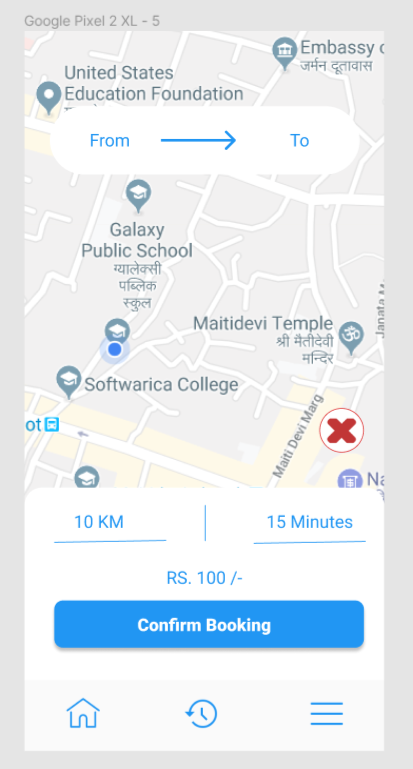 Google Pixel 2 XL - 5
Embassy
जर्मन दूतावास
United States
Education Foundation
From
To
Galaxy
Public School
ग्यालेक्सी
पब्लिक
स्कुल
Maitidevi Temple
श्री मैतीदेवी
मन्दिर
Janata
Softwarica College
ot
Maiti Devi Marg
Na
10 KM
15 Minutes
RS. 100 /-
Confirm Booking